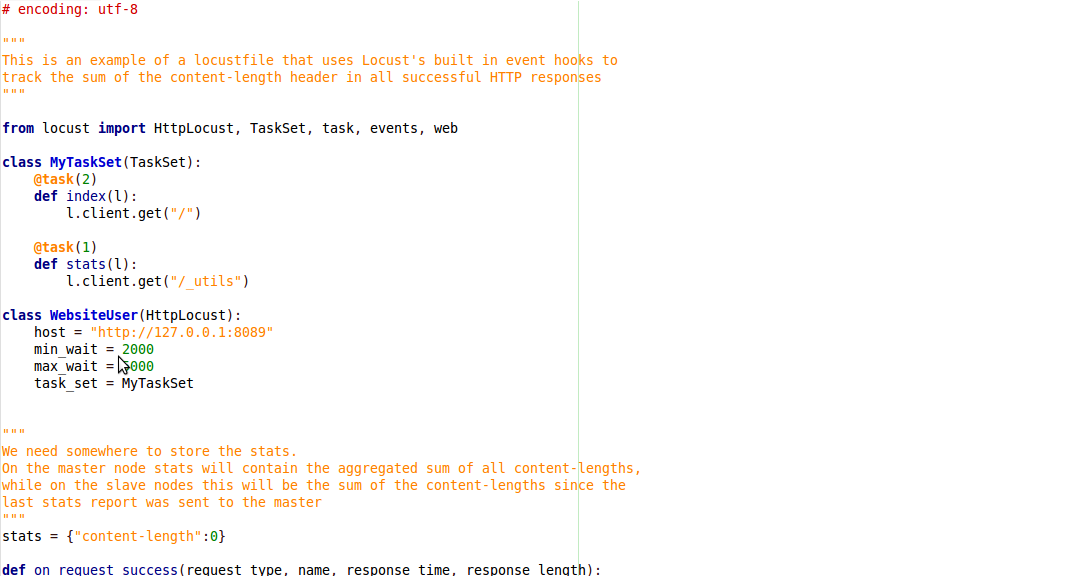 # encoding: utf-8
"""
This is an example of a locustfile that uses Locust's built in event hooks to
track the sum of the content-length header in all successful HTTP responses
"""
from locust import HttpLocust, TaskSet, task, events, web
class MyTaskSet(TaskSet):
    @task(2)
    def index(l):
        l.client.get("/")
    @task(1)
    def stats(l):
        l.client.get("/_utils")
class WebsiteUser(HttpLocust):
    host = "http://127.0.0.1:8089"
    min_wait = 2000
    max_wait = 5000
    task_set = MyTaskSet
"""
We need somewhere to store the stats.
On the master node stats will contain the aggregated sum of all content-lengths,
while on the slave nodes this will be the sum of the content-lengths since the
last stats report was sent to the master
"""
stats = {"content-length":0}
def on_request_success(request_type, name, response_time, response_length):